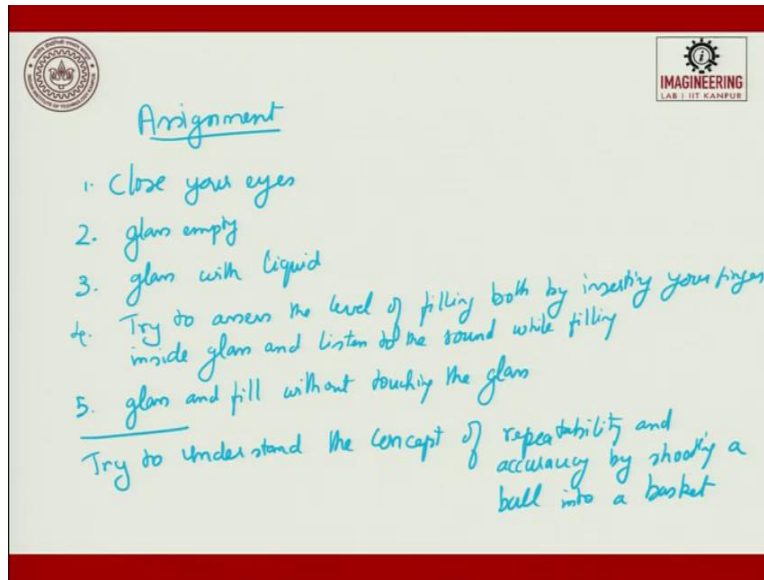 IMAGINEERING
LAB | IIT KANPUR
Assignment
1. Close your eyes
2. glass empty
3. glass with liquid
4. Try to assess the level of filling both by inserting your finger
inside glass and listen to the sound while filling
5. glass and fill without touching the glass
Try to understand the concept of repeatability and
accuracy by shooting a
ball into a basket